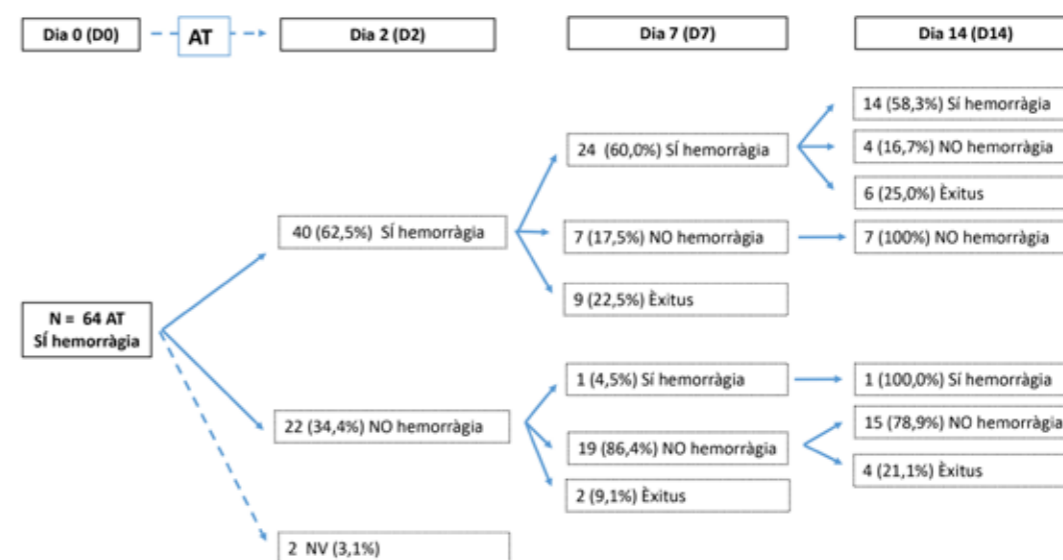 Dia 0 (D0)
AT
Dia 2 (D2)
Dia 7 (D7)
Dia 14 (D14)
14 (58,3%) Sí hemorràgia
24 (60,0%) SÍ hemorràgia
4 (16,7%) NO hemorràgia
6 (25,0%) Èxitus
40 (62,5%) SÍ hemorràgia
7 (17,5%) NO hemorràgia
7 (100%) NO hemorràgia
9 (22,5%) Èxitus
N = 64 AT
SÍ hemorràgia
1 (4,5%) Sí hemorràgia
1 (100,0%) Sí hemorràgia
22 (34,4%) NO hemorràgia
15 (78,9%) NO hemorràgia
19 (86,4%) NO hemorràgia
4 (21,1%) Èxitus
2 (9,1%) Èxitus
2 NV (3,1%)